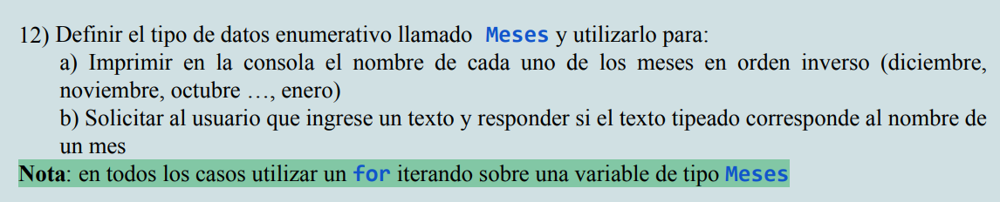 12) Definir el tipo de datos enumerativo llamado Meses y utilizarlo para:
a) Imprimir en la consola el nombre de cada uno de los meses en orden inverso (diciembre,
noviembre, octubre …, enero)
b) Solicitar al usuario que ingrese un texto y responder si el texto tipeado corresponde al nombre de
un mes
Nota: en todos los casos utilizar un for iterando sobre una variable de tipo Meses